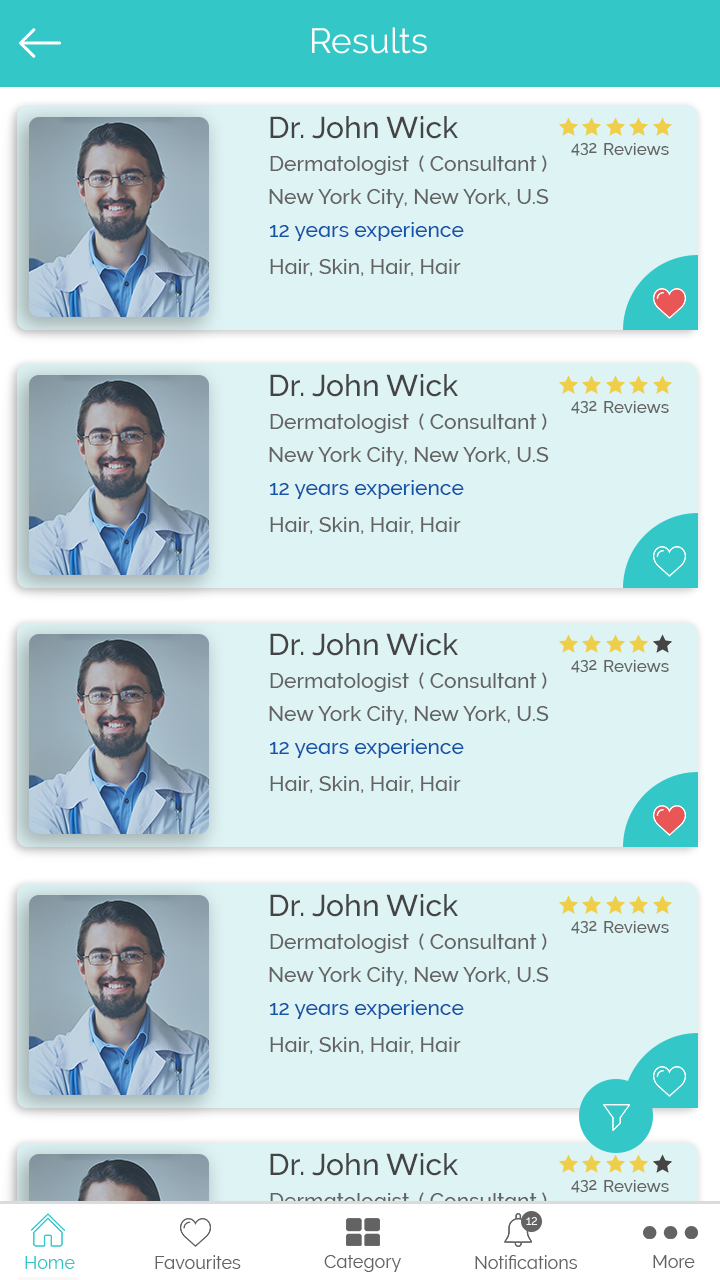 Results
Dr. John Wick
432 Reviews
Dermatologist ( Consultant )
New York City, New York, U.S
12 years experience
Hair, Skin, Hair, Hair
Dr. John Wick
432 Reviews
Dermatologist ( Consultant )
New York City, New York, U.S
12 years experience
Hair, Skin, Hair, Hair
Dr. John Wick
432 Reviews
Dermatologist ( Consultant )
New York City, New York, U.S
12 years experience
Hair, Skin, Hair, Hair
Dr. John Wick
432 Reviews
Dermatologist ( Consultant )
New York City, New York, U.S
12 years experience
Hair, Skin, Hair, Hair
Dr. John Wick
432 Reviews
Dermatologist ( Consultant )
12
Home Favourites Category Notifications More